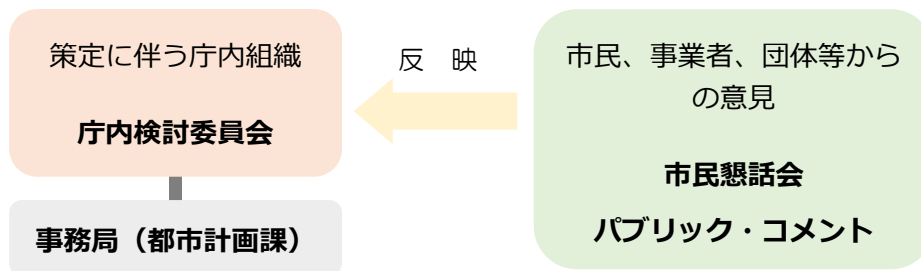 策定に伴う庁内組織
庁内検討委員会
事務局（都市計画課）
反　映
市民、事業者、団体等から
の意見
市民懇話会
パブリック・コメント